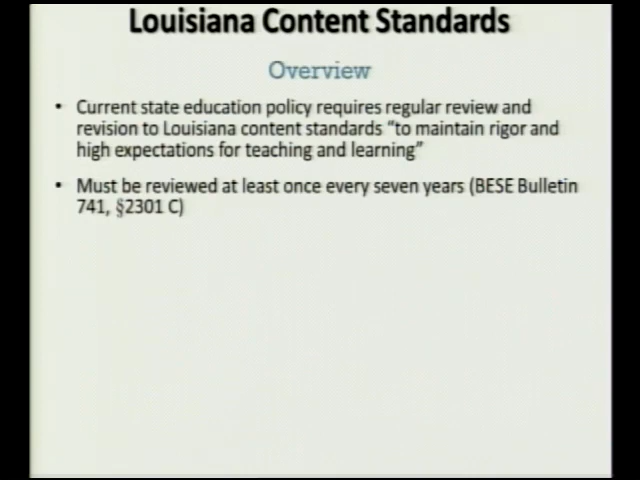 Louisiana Content Standards
Overview
• Current state education policy requires regular review and
revision to Louisiana content standards “to maintain rigor and
high expectations for teaching and learning”
• Must be reviewed at least once every seven years (BESE Bulletin
741, §2301 C)